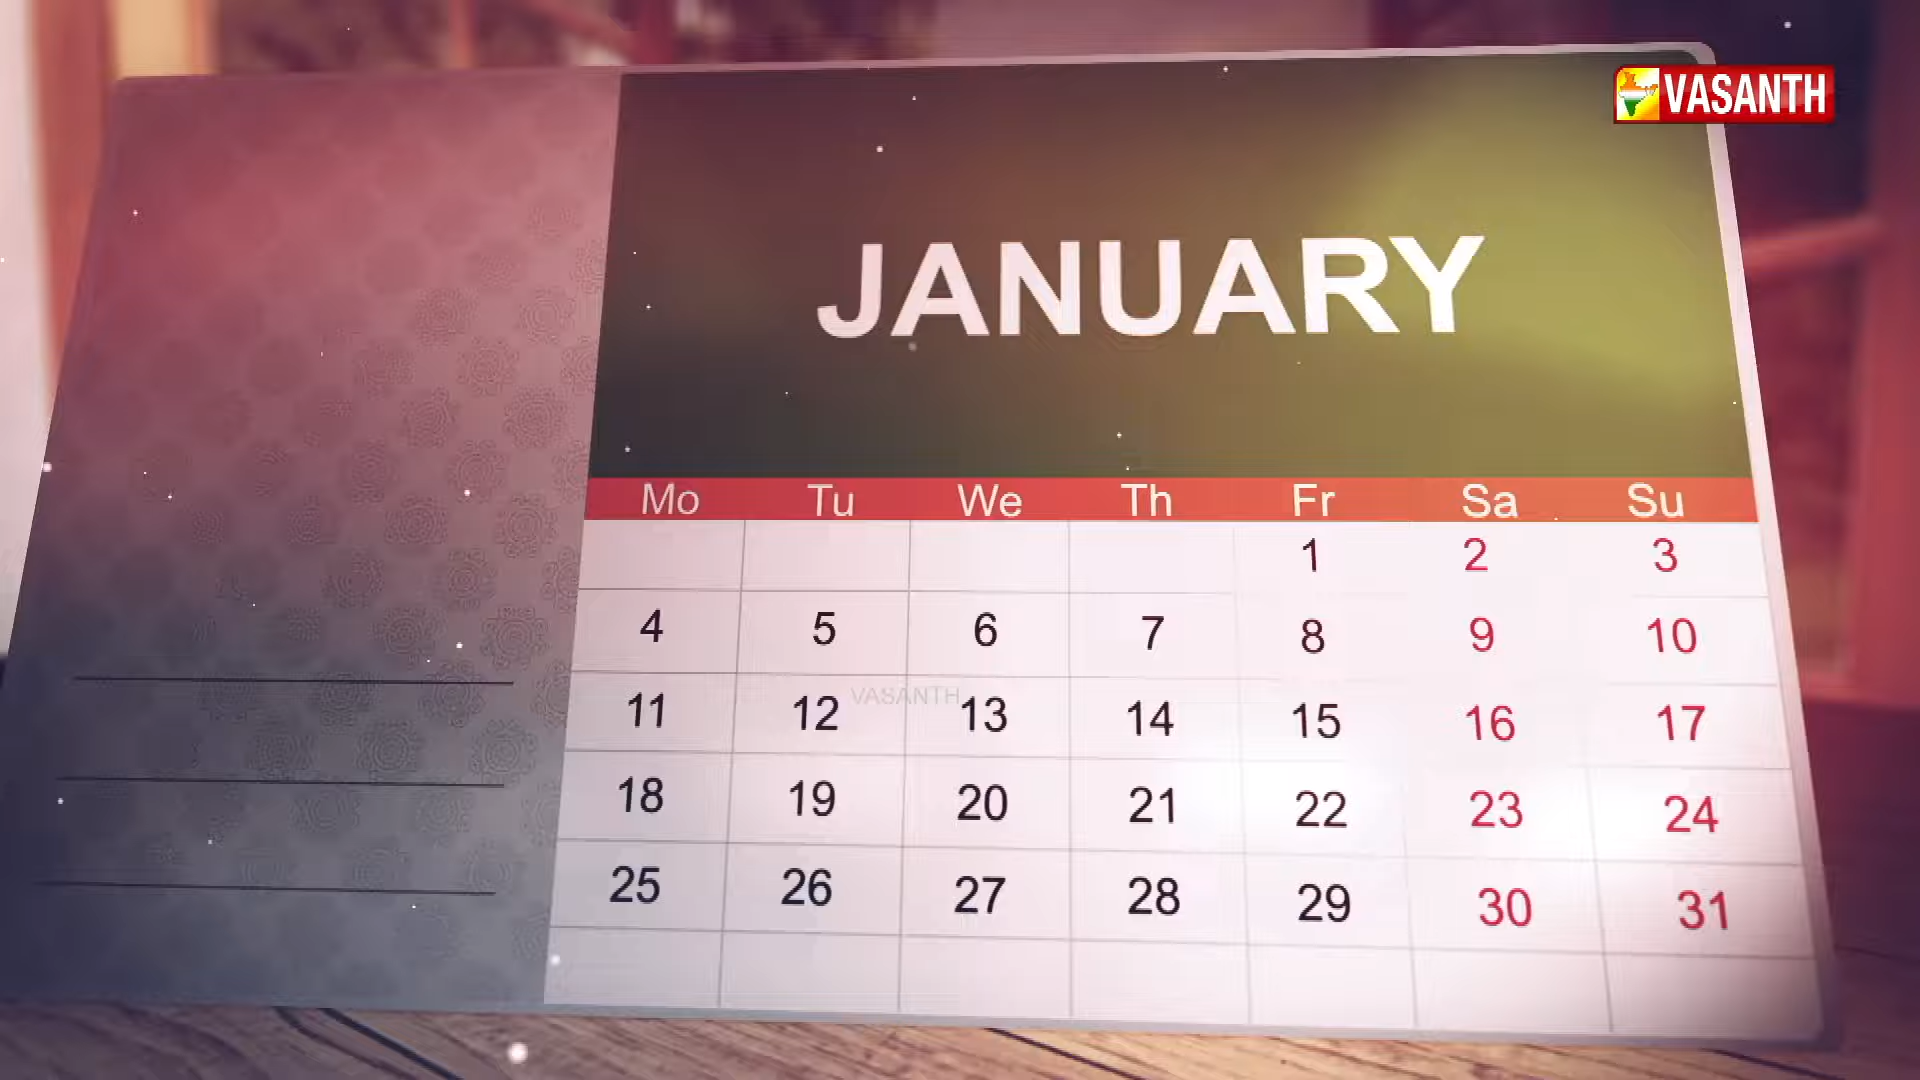 VASANTH
JANUARY
Mo Tu We Th Fr Sa Su
1 2 3
4 5 6 7 8 9 10
11 12 13 14 15 16 17
VASANTH
18 19 20 21 22 23 24
25 26 27 28 29 30 31